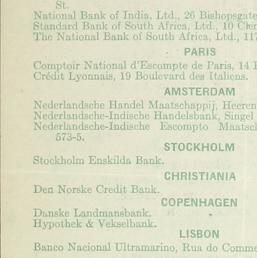 St.
National Bank of India, Ltd., 26 Bishopsgate
Standard Bank of South Africa, Ltd., 10 Clem
The National Bank of South Africa, Ltd., 117
PARIS
Comptoir National d'Escompte de Paris, 14
Crédit Lyonnais, 19 Boulevard des Italiens.
AMSTERDAM
Nederlandsche Handel Maatschappij, Heeren
Nederlandsche-Indische Handelsbank, Singel
Nederlandsche-Indische Escompto Maatsc
573-5.
STOCKHOLM
Stockholm Enskilda Bank.
CHRISTIANIA
Den Norske Credit Bank.
COPENHAGEN
Danske Landmansbank.
Hypothek & Vekselbank.
LISBON
Banco Nacional Ultramarino, Rua do Comme